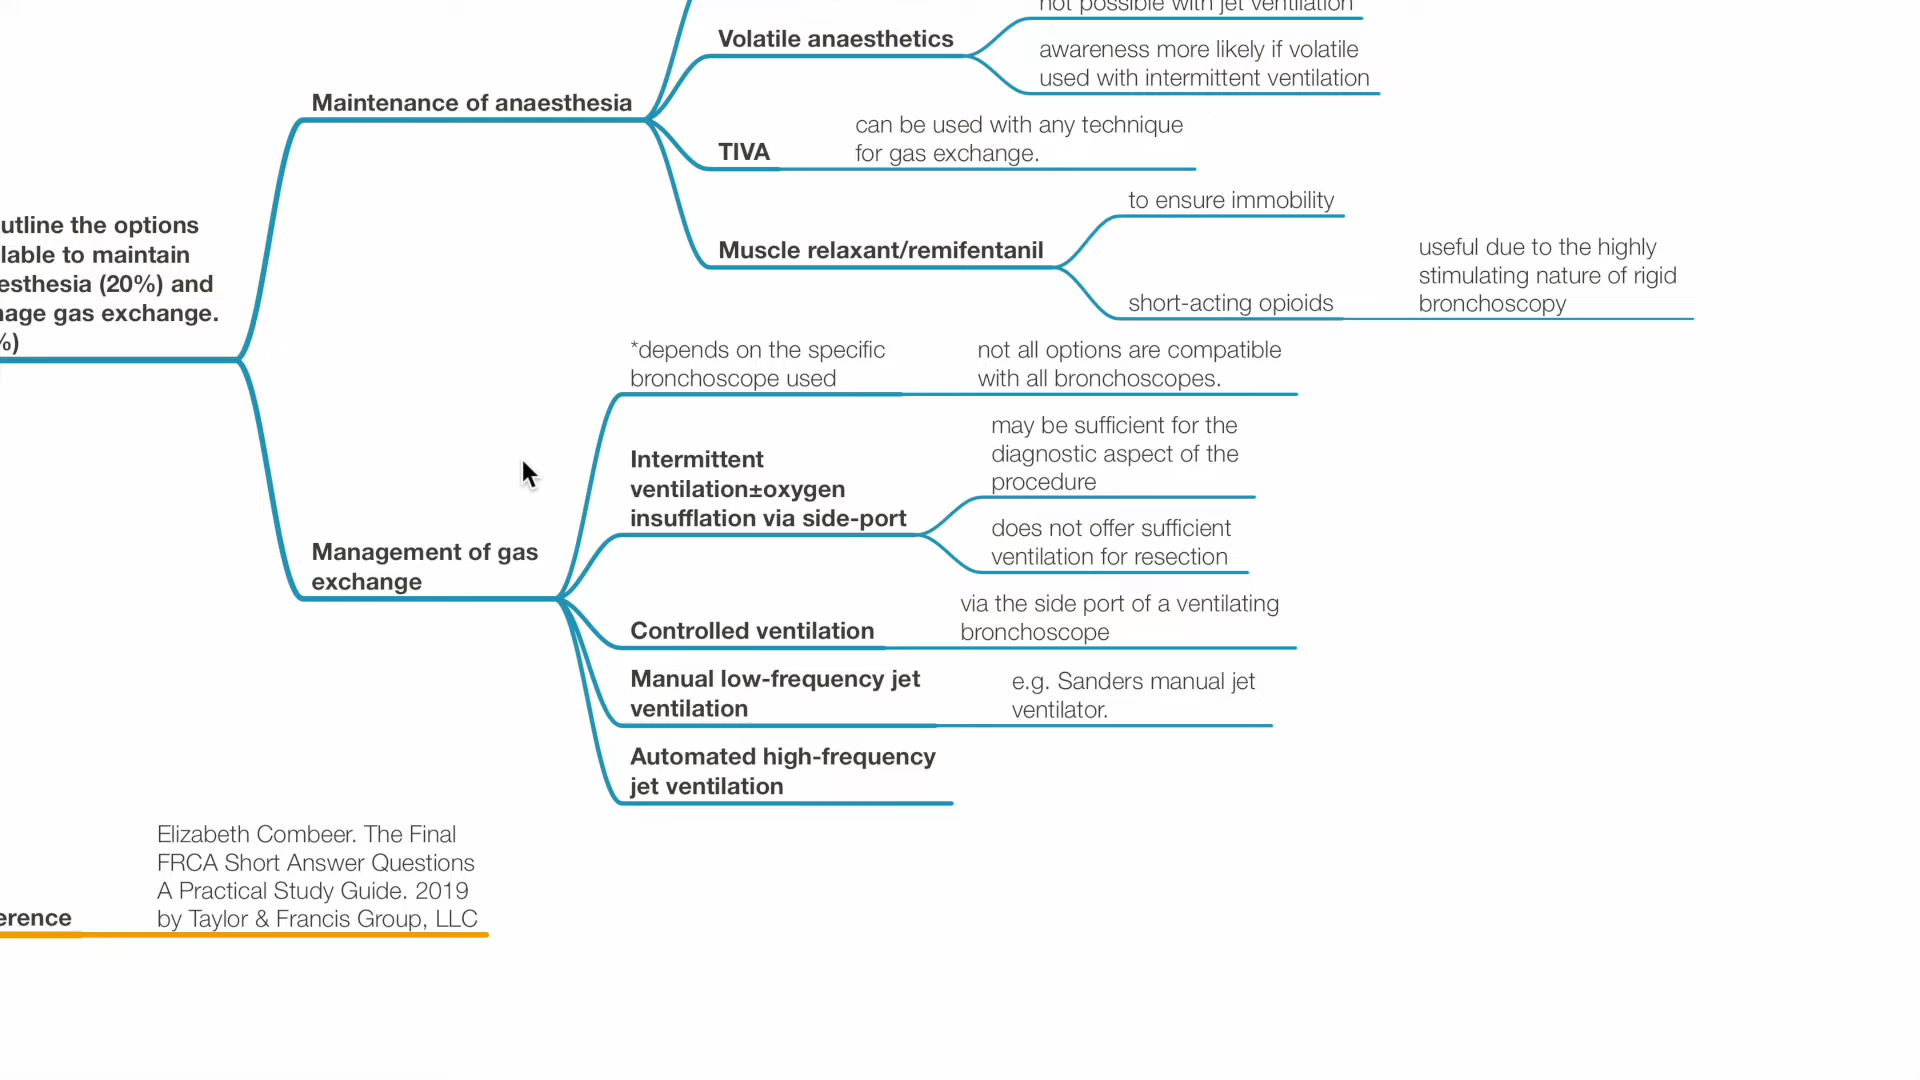 not possible with jet ventilation
Volatile anaesthetics
awareness more likely if volatile
used with intermittent ventilation
Maintenance of anaesthesia
can be used with any technique
for gas exchange.
TIVA
to ensure immobility
Muscle relaxant/remifentanil
short-acting opioids
useful due to the highly
stimulating nature of rigid
bronchoscopy
utline the options
lable to maintain
esthesia (20%) and
nage gas exchange.
%)
*depends on the specific
bronchoscope used
not all options are compatible
with all bronchoscopes.
Intermittent
ventilation±oxygen
insufflation via side-port
may be sufficient for the
diagnostic aspect of the
procedure
does not offer sufficient
ventilation for resection
Management of gas
exchange
Controlled ventilation
via the side port of a ventilating
bronchoscope
Manual low-frequency jet
ventilation
e.g. Sanders manual jet
ventilator.
Automated high-frequency
jet ventilation
erence
Elizabeth Combeer. The Final
FRCA Short Answer Questions
A Practical Study Guide. 2019
by Taylor & Francis Group, LLC